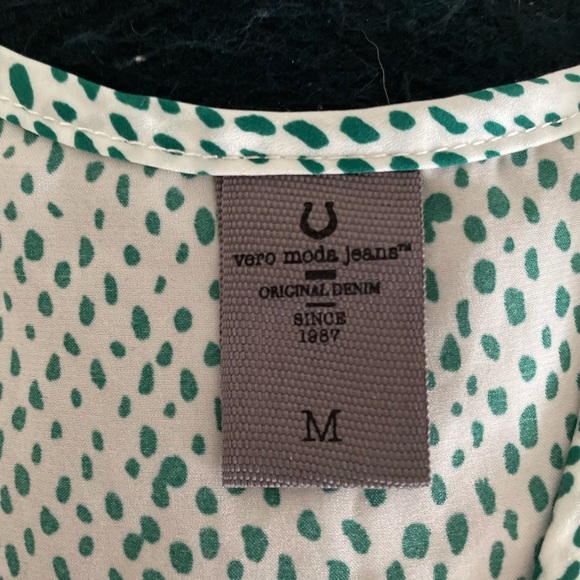 vero moda jeans™
ORIGINAL DENIM
SINCE
1987
M